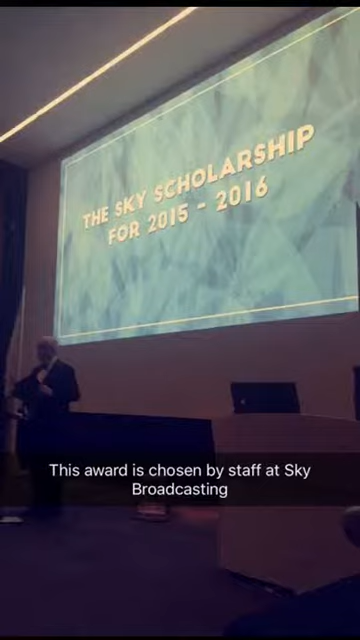 THE SKY SCHOLARSHIP
FOR 2015 - 2016
This award is chosen by staff at Sky
Broadcasting